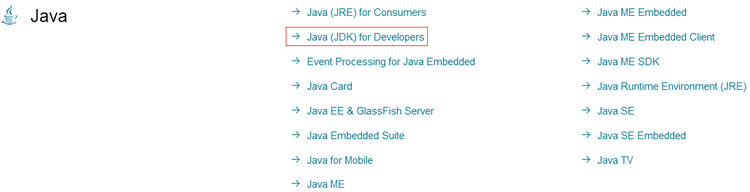 Java
Java (JRE) for Consumers
Java (JDK) for Developers
Event Processing for Java Embedded
Java Card
Java EE & GlassFish Server
Java Embedded Suite
Java for Mobile
Java ME
Java ME Embedded
Java ME Embedded Client
Java ME SDK
Java Runtime Environment (JRE)
Java SE
Java SE Embedded
Java TV